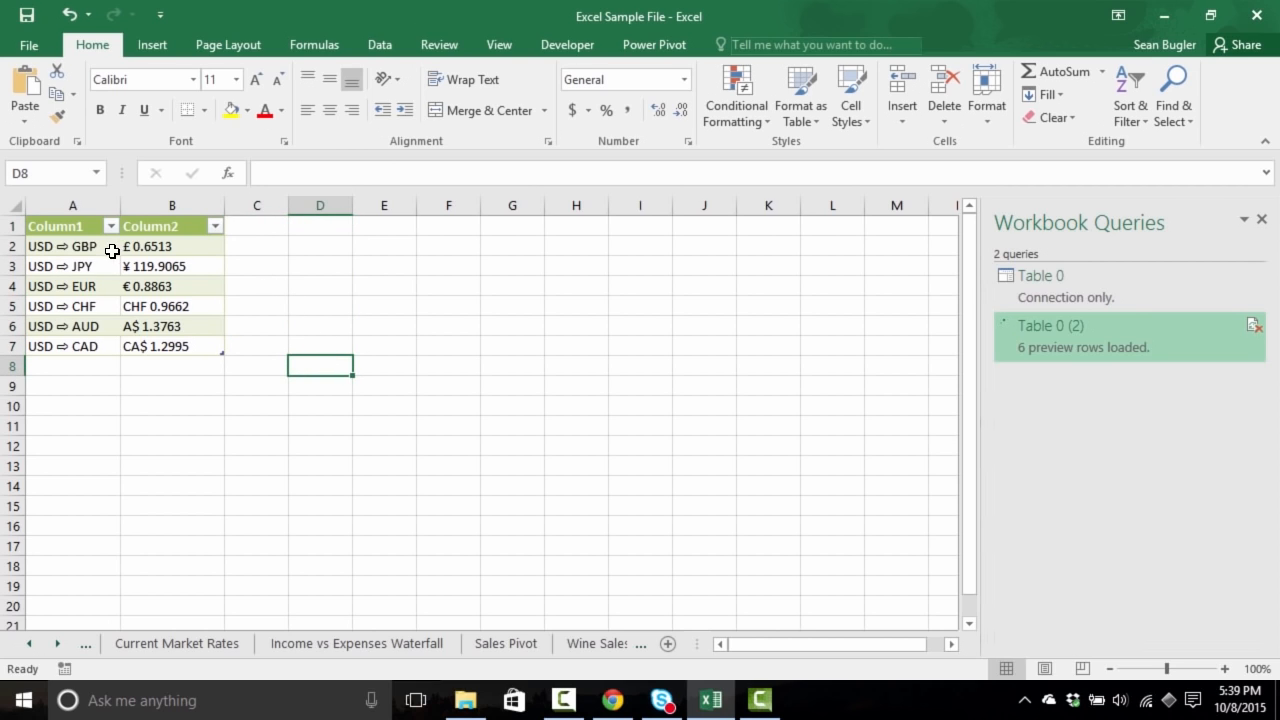 Excel Sample File - Excel
File Home Insert Page Layout Formulas Data Review View Developer Power Pivot Tell me what you want to do... Sean Bugler Share
Calibri 11 Wrap Text General AutoSum
Paste B I U Merge & Center $ % , Conditional Formatting Format as Table Cell Styles Insert Delete Format Fill Clear Sort & Filter Find & Select
Clipboard Font Alignment Number Styles Cells Editing
D8 fx
A B C D E F G H I J K L M
1 Column1 Column2
2 USD ⇨ GBP £ 0.6513
3 USD ⇨ JPY ¥ 119.9065
4 USD ⇨ EUR € 0.8863
5 USD ⇨ CHF CHF 0.9662
6 USD ⇨ AUD A$ 1.3763
7 USD ⇨ CAD CA$ 1.2995
8
9
10
11
12
13
14
15
16
17
18
19
20
21
Workbook Queries
2 queries
Table 0
Connection only.
Table 0 (2)
6 preview rows loaded.
... Current Market Rates Income vs Expenses Waterfall Sales Pivot Wine Sales ...
Ready 100%
Ask me anything
5:39 PM
10/8/2015